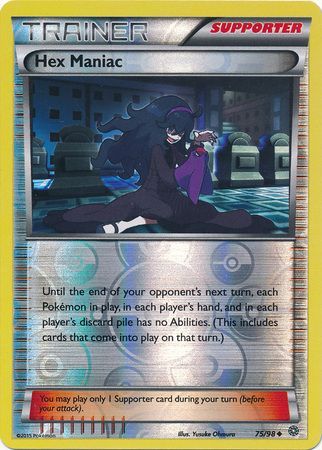 TRAINER
SUPPORTER
Hex Maniac
Until the end of your opponent's next turn, each
Pokémon in play, in each player's hand, and in each
player's discard pile has no Abilities. (This includes
cards that come into play on that turn.)
You may play only 1 Supporter card during your turn (before
your attack).
©2015 Pokémon
Illus. Yusuke Ohmura
75/98